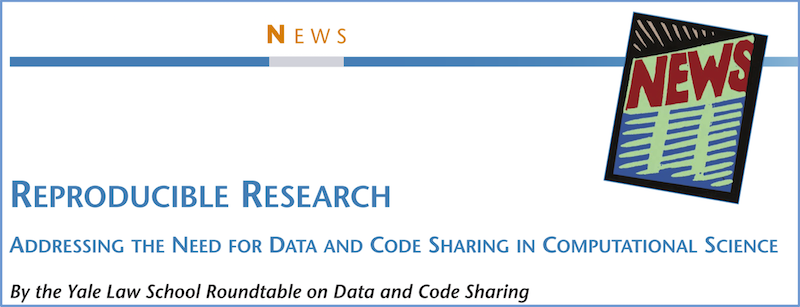 NEWS
NEWS
REPRODUCIBLE RESEARCH
ADDRESSING THE NEED FOR DATA AND CODE SHARING IN COMPUTATIONAL SCIENCE
By the Yale Law School Roundtable on Data and Code Sharing